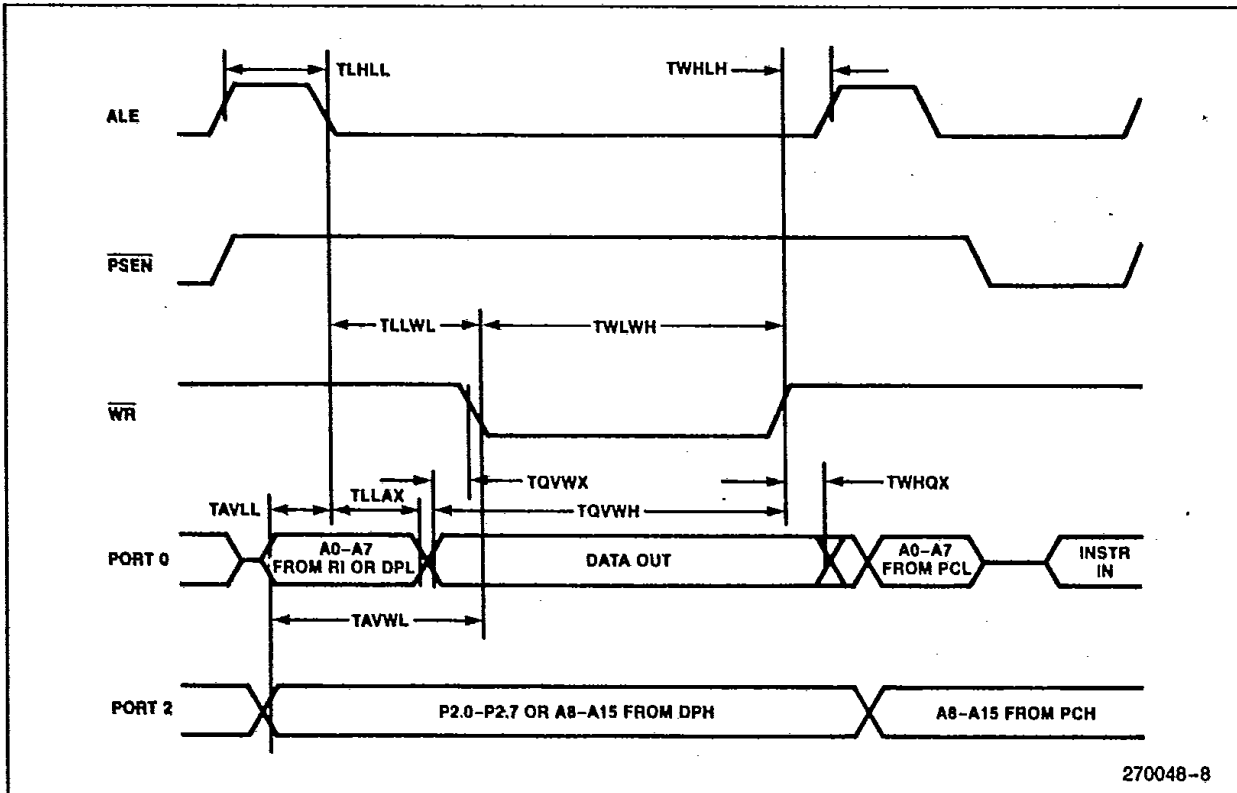 TLHLL
TWHLH
ALE
PSEN
TLLWL
TWLWH
WR
TQVWX
TWHQX
TAVLL
TLLAX
TQVWH
PORT 0
A0–A7
FROM RI OR DPL
DATA OUT
A0–A7
FROM PCL
INSTR
IN
TAVWL
PORT 2
P2.0–P2.7 OR A8–A15 FROM DPH
A8–A15 FROM PCH
270048–8